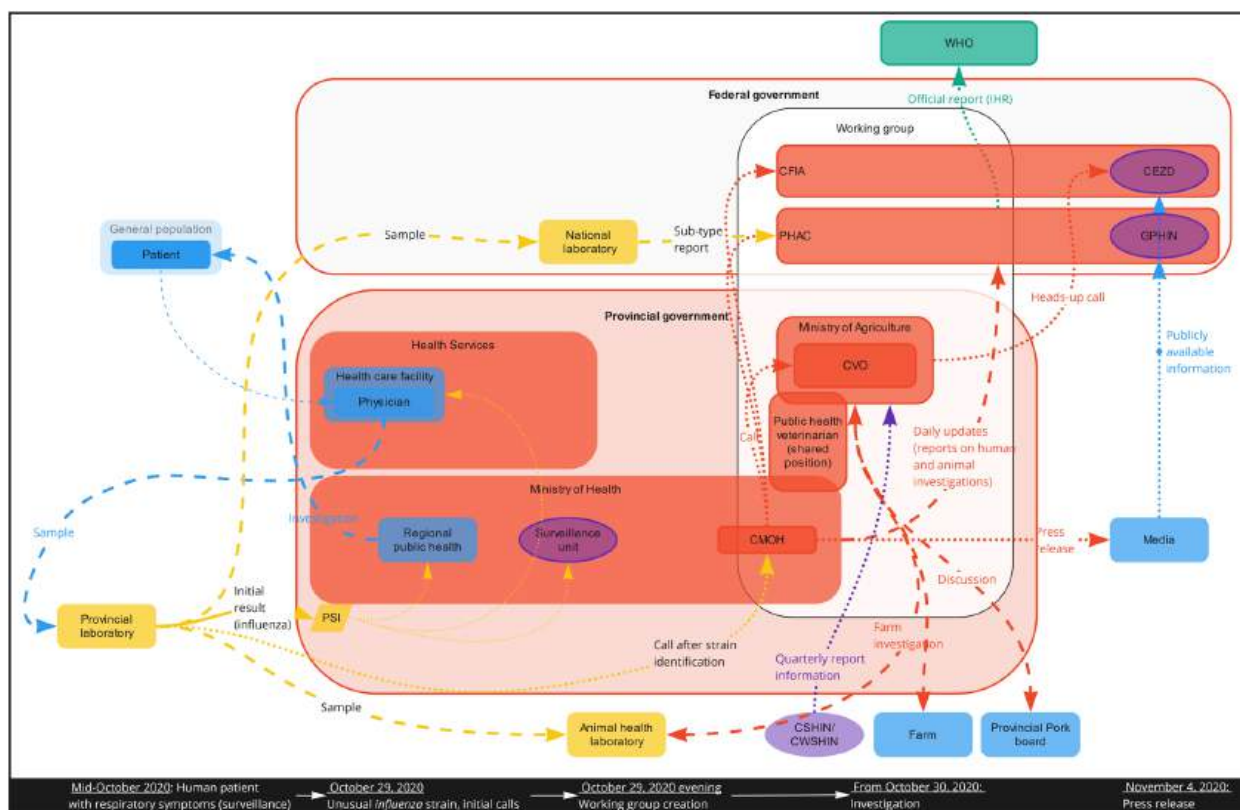 WHO
Federal government
Official report (IHR)
Working group
CFIA
CEZD
General population
Patient
Sample
National
laboratory
Sub-type
report
PHAC
GPHIN
Heads-up call
Provincial government
Ministry of Agriculture
CVO
Health Services
Health care facility
Physician
Publicly
available
information
Call
Public health
veterinarian
(shared
position)
Daily updates
(reports on human
and animal
investigations)
Ministry of Health
Sample
Investigation
Regional
public health
Surveillance
unit
CMOH
Press
release
Media
Initial
result
(influenza)
PSI
Provincial
laboratory
Discussion
Call after strain
identification
Farm
investigation
Quarterly report
information
Sample
Animal health
laboratory
CSHIN/
CWSHIN
Farm
Provincial Pork
board
Mid-October 2020: Human patient
with respiratory symptoms (surveillance)
October 29, 2020
Unusual influenza strain, initial calls
October 29, 2020 evening
Working group creation
From October 30, 2020:
Investigation
November 4, 2020:
Press release